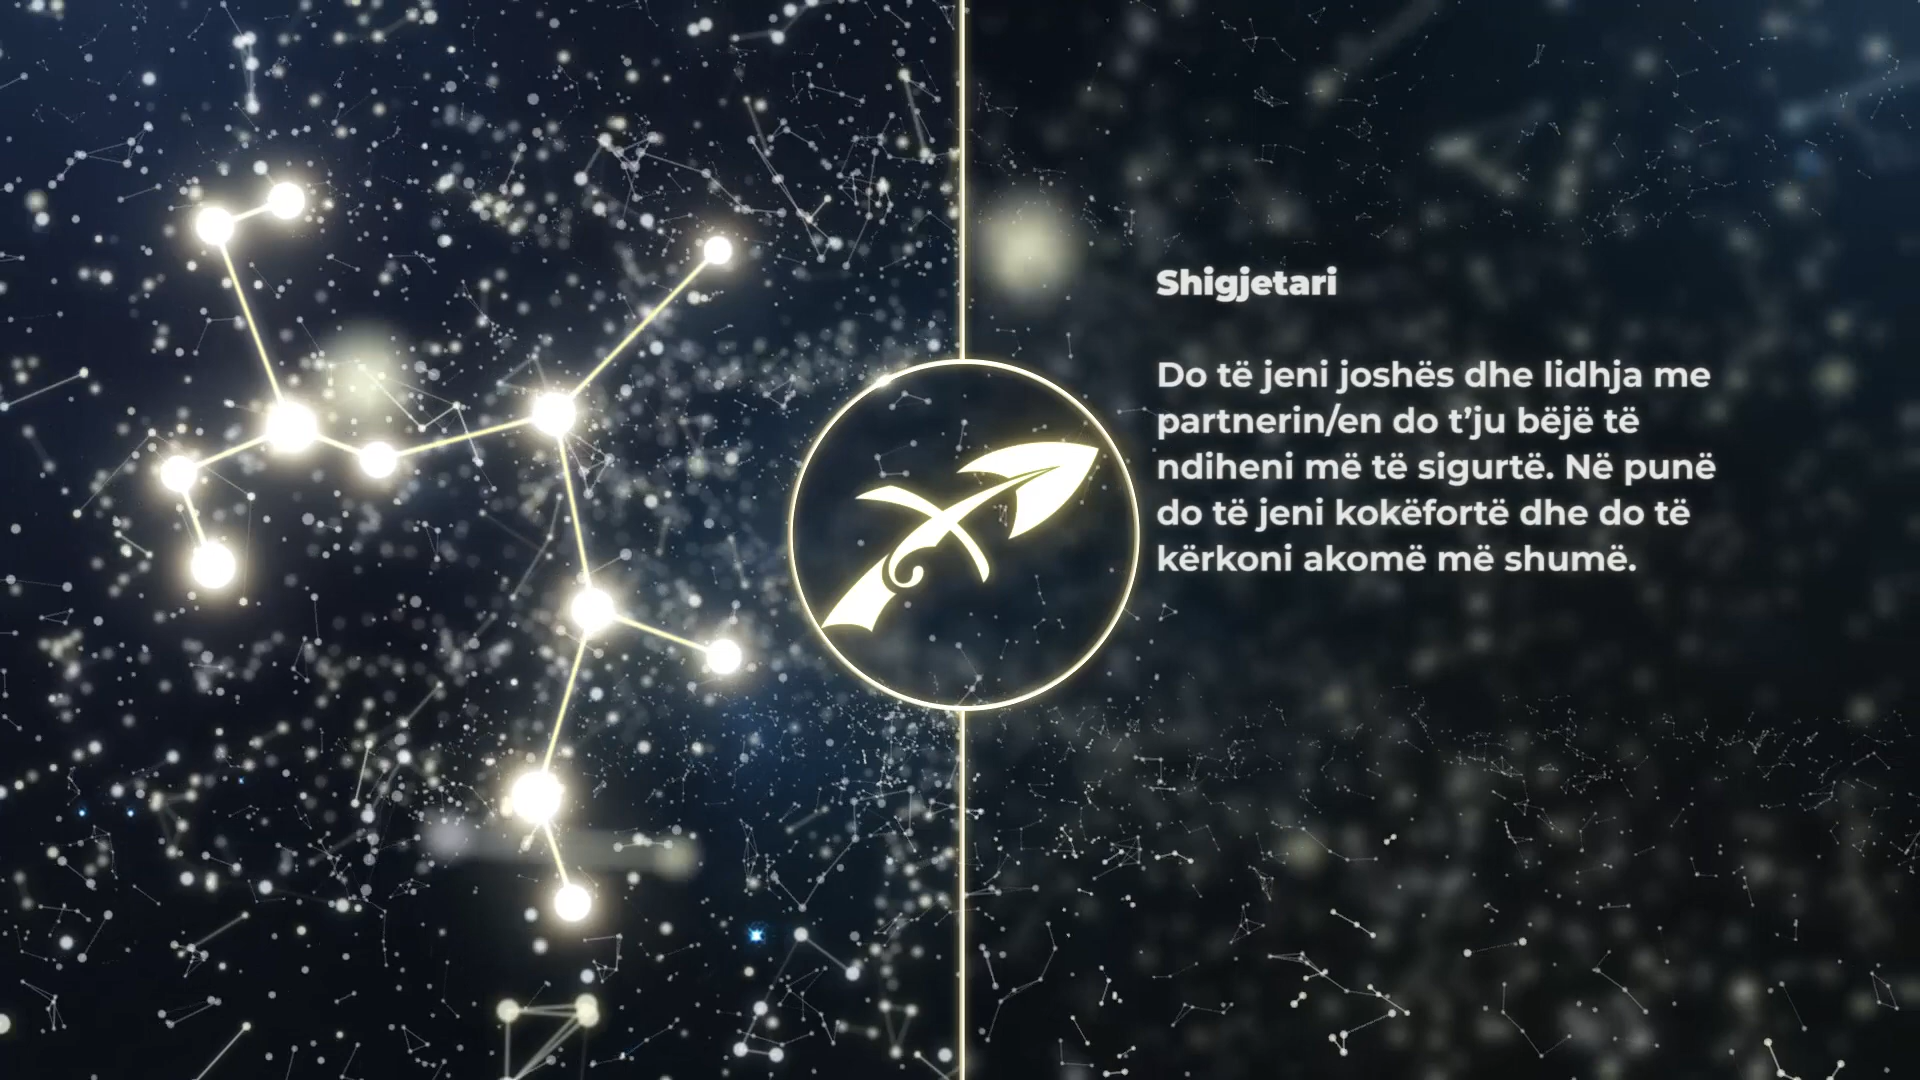 Shigjetari
Do të jeni joshës dhe lidhja me
partnerin/en do t’ju bëjë të
ndiheni më të sigurtë. Në punë
do të jeni kokëfortë dhe do të
kërkoni akomë më shumë.